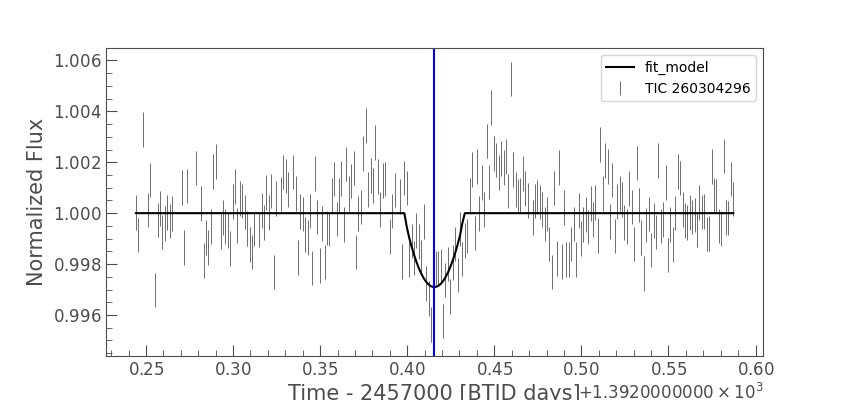 1.006
1.004
1.002
1.000
0.998
0.996
Normalized Flux
fit_model
TIC 260304296
0.25 0.30 0.35 0.40 0.45 0.50 0.55 0.60
Time - 2457000 [BTJD days]
+1.3920000000 × 10³